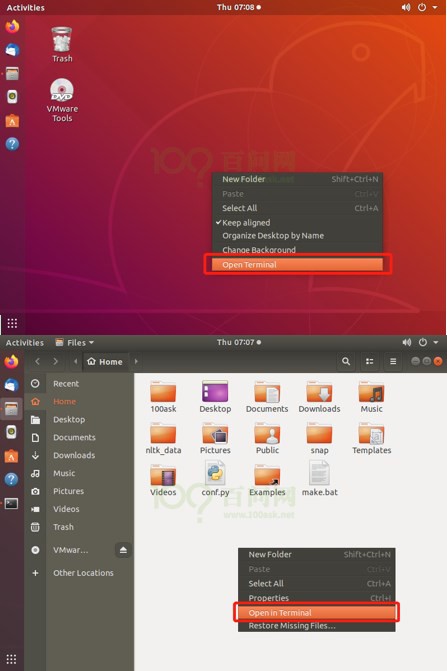 Activities
Thu 07:08
Trash
VMware
Tools
100?
百问网
New Folder Shift+Ctrl+N
Paste Ctrl+V
Select All Ctrl+A
Keep aligned
Organize Desktop by Name
Change Background
Open Terminal
Activities Files Thu 07:07
Home
Recent
Home
Desktop
Documents
Downloads
Music
Pictures
Videos
Trash
VMwar…
Other Locations
100ask Desktop Documents Downloads Music
nltk_data Pictures Public snap Templates
Videos conf.py Examples make.bat
100?
百问网
www.100ask.net
New Folder Shift+Ctrl+N
Paste Ctrl+V
Select All Ctrl+A
Properties Ctrl+I
Open in Terminal
Restore Missing Files…